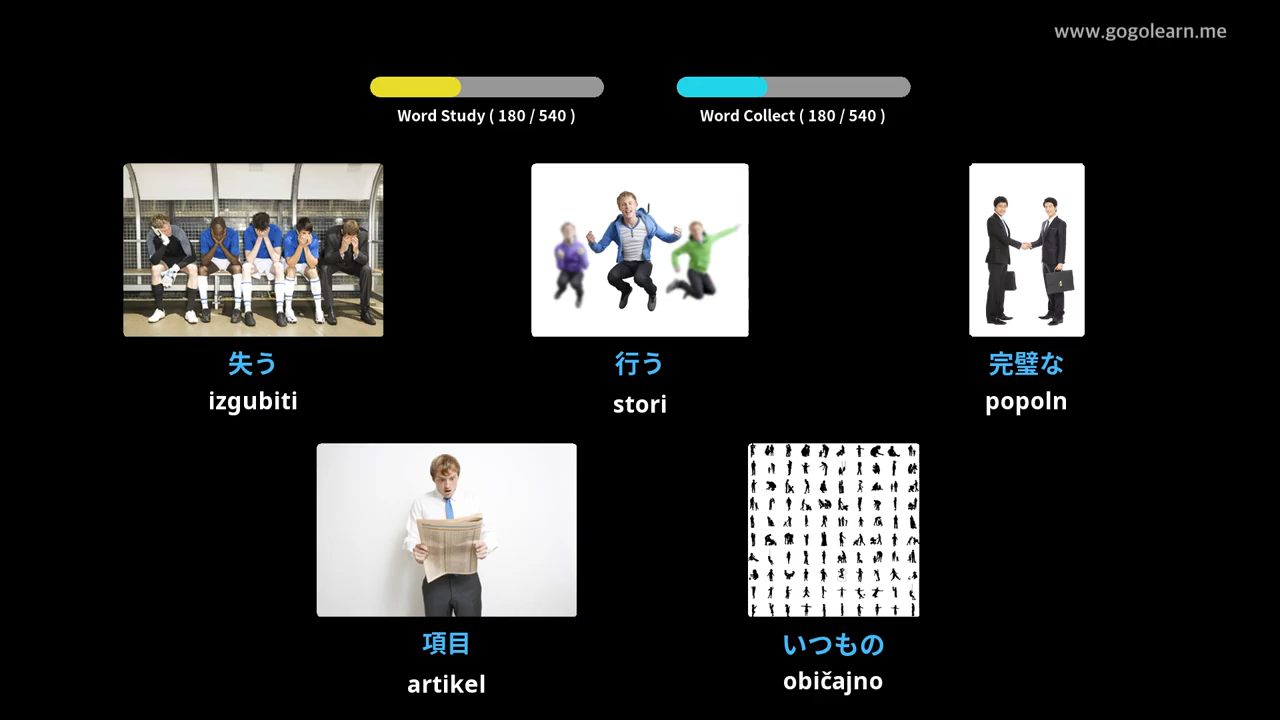 www.gogolearn.me
Word Study ( 180 / 540 )
Word Collect ( 180 / 540 )
失う
izgubiti
行う
stori
完璧な
popoln
項目
artikel
いつもの
običajno